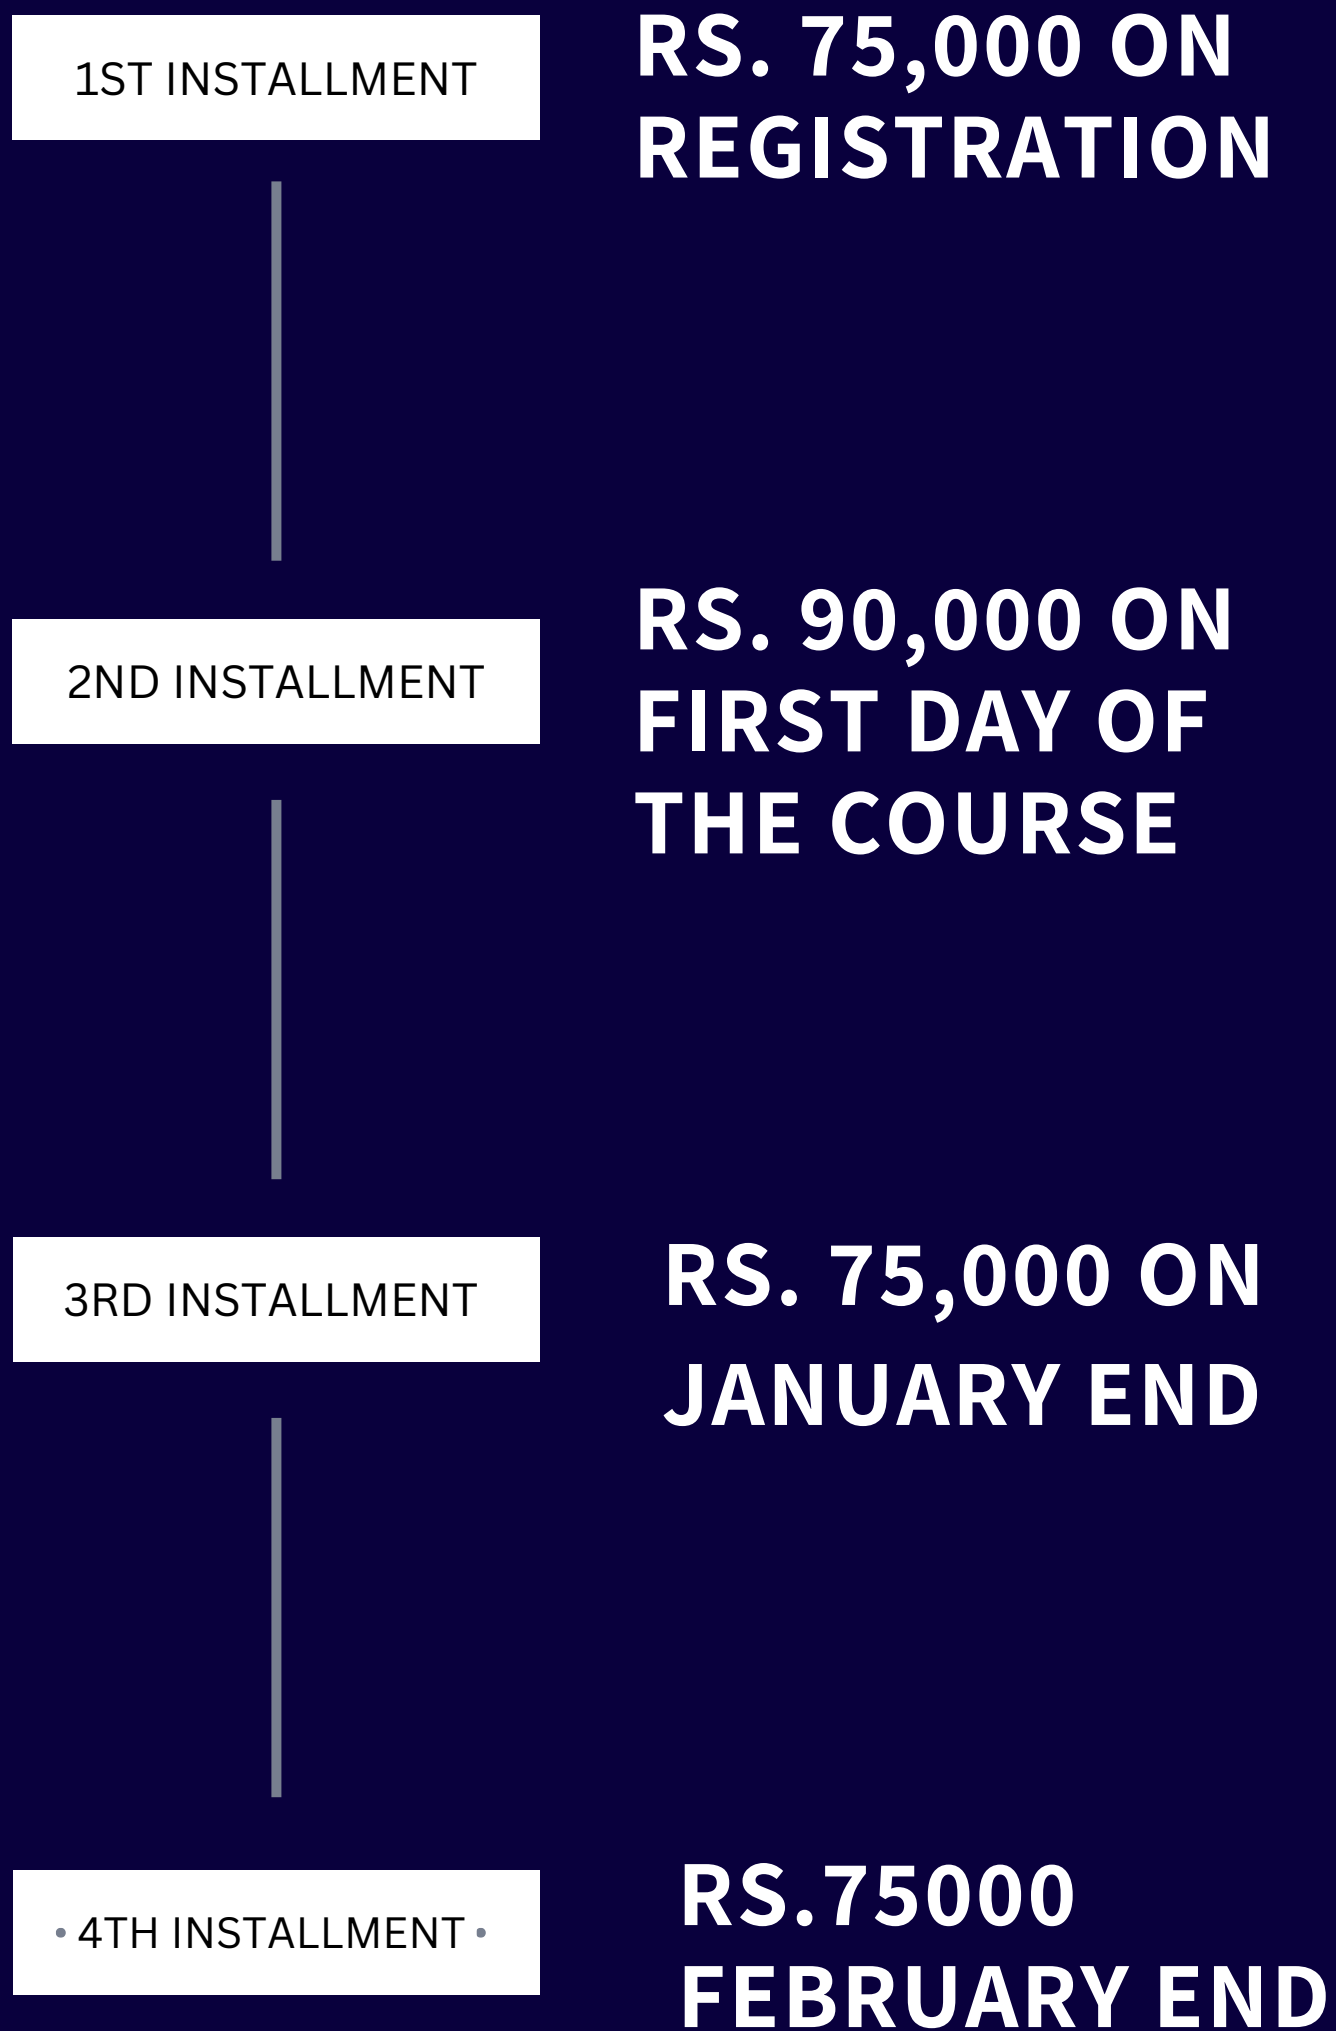 1ST INSTALLMENT
RS. 75,000 ON
REGISTRATION
2ND INSTALLMENT
RS. 90,000 ON
FIRST DAY OF
THE COURSE
3RD INSTALLMENT
RS. 75,000 ON
JANUARY END
• 4TH INSTALLMENT •
RS.75000
FEBRUARY END